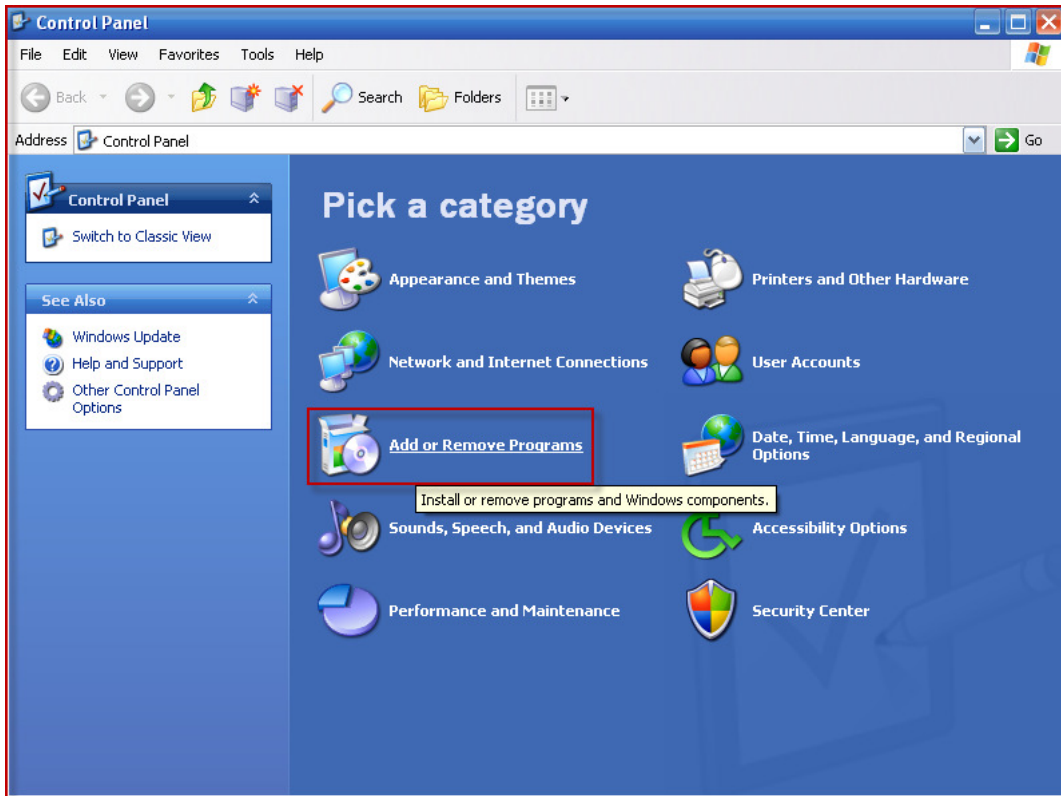 Control Panel
File Edit View Favorites Tools Help
Back Search Folders
Address Control Panel Go
Control Panel
Switch to Classic View
See Also
Windows Update
Help and Support
Other Control Panel
Options
Pick a category
Appearance and Themes
Printers and Other Hardware
Network and Internet Connections
User Accounts
Add or Remove Programs
Date, Time, Language, and Regional
Options
Install or remove programs and Windows components.
Sounds, Speech, and Audio Devices
Accessibility Options
Performance and Maintenance
Security Center